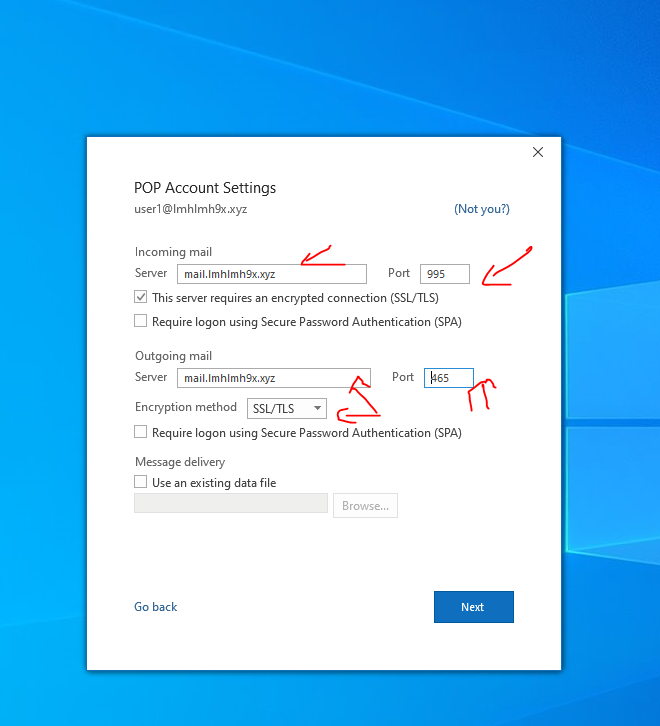 POP Account Settings
user1@lmhlmh9x.xyz (Not you?)
Incoming mail
Server mail.lmhlmh9x.xyz Port 995
This server requires an encrypted connection (SSL/TLS)
Require logon using Secure Password Authentication (SPA)
Outgoing mail
Server mail.lmhlmh9x.xyz Port 465
Encryption method SSL/TLS
Require logon using Secure Password Authentication (SPA)
Message delivery
Use an existing data file
Browse...
Go back Next